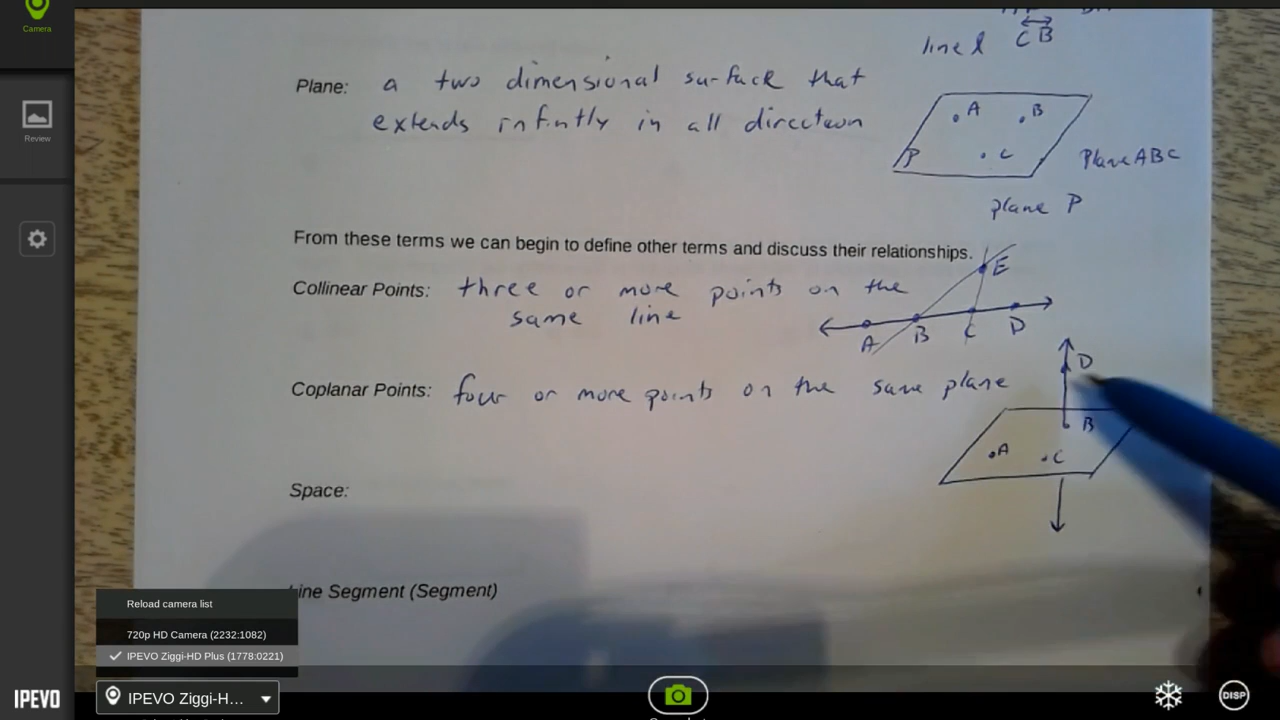 Camera
line l CB
Plane: a two dimensional surface that
A B
extends infintly in all direction
P C Plane ABC
Review
plane P
From these terms we can begin to define other terms and discuss their relationships.
E
Collinear Points: three or more points on the
same line
A B C D
D
Coplanar Points: four or more points on the same plane
B
A C
Space:
Line Segment (Segment)
Reload camera list
720p HD Camera (2232:1082)
IPEVO Ziggi-HD Plus (1778:0221)
IPEVO
IPEVO Ziggi-H...
DISP